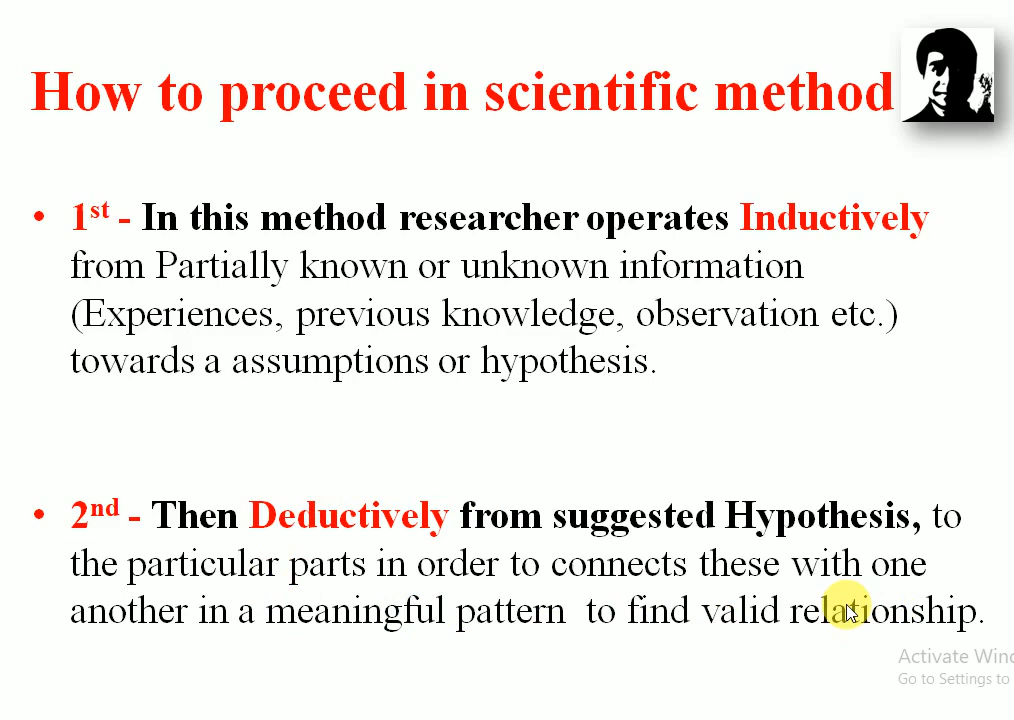 How to proceed in scientific method
• 1st - In this method researcher operates Inductively
from Partially known or unknown information
(Experiences, previous knowledge, observation etc.)
towards a assumptions or hypothesis.
• 2nd - Then Deductively from suggested Hypothesis, to
the particular parts in order to connects these with one
another in a meaningful pattern to find valid relationship.
Activate Win
Go to Settings to